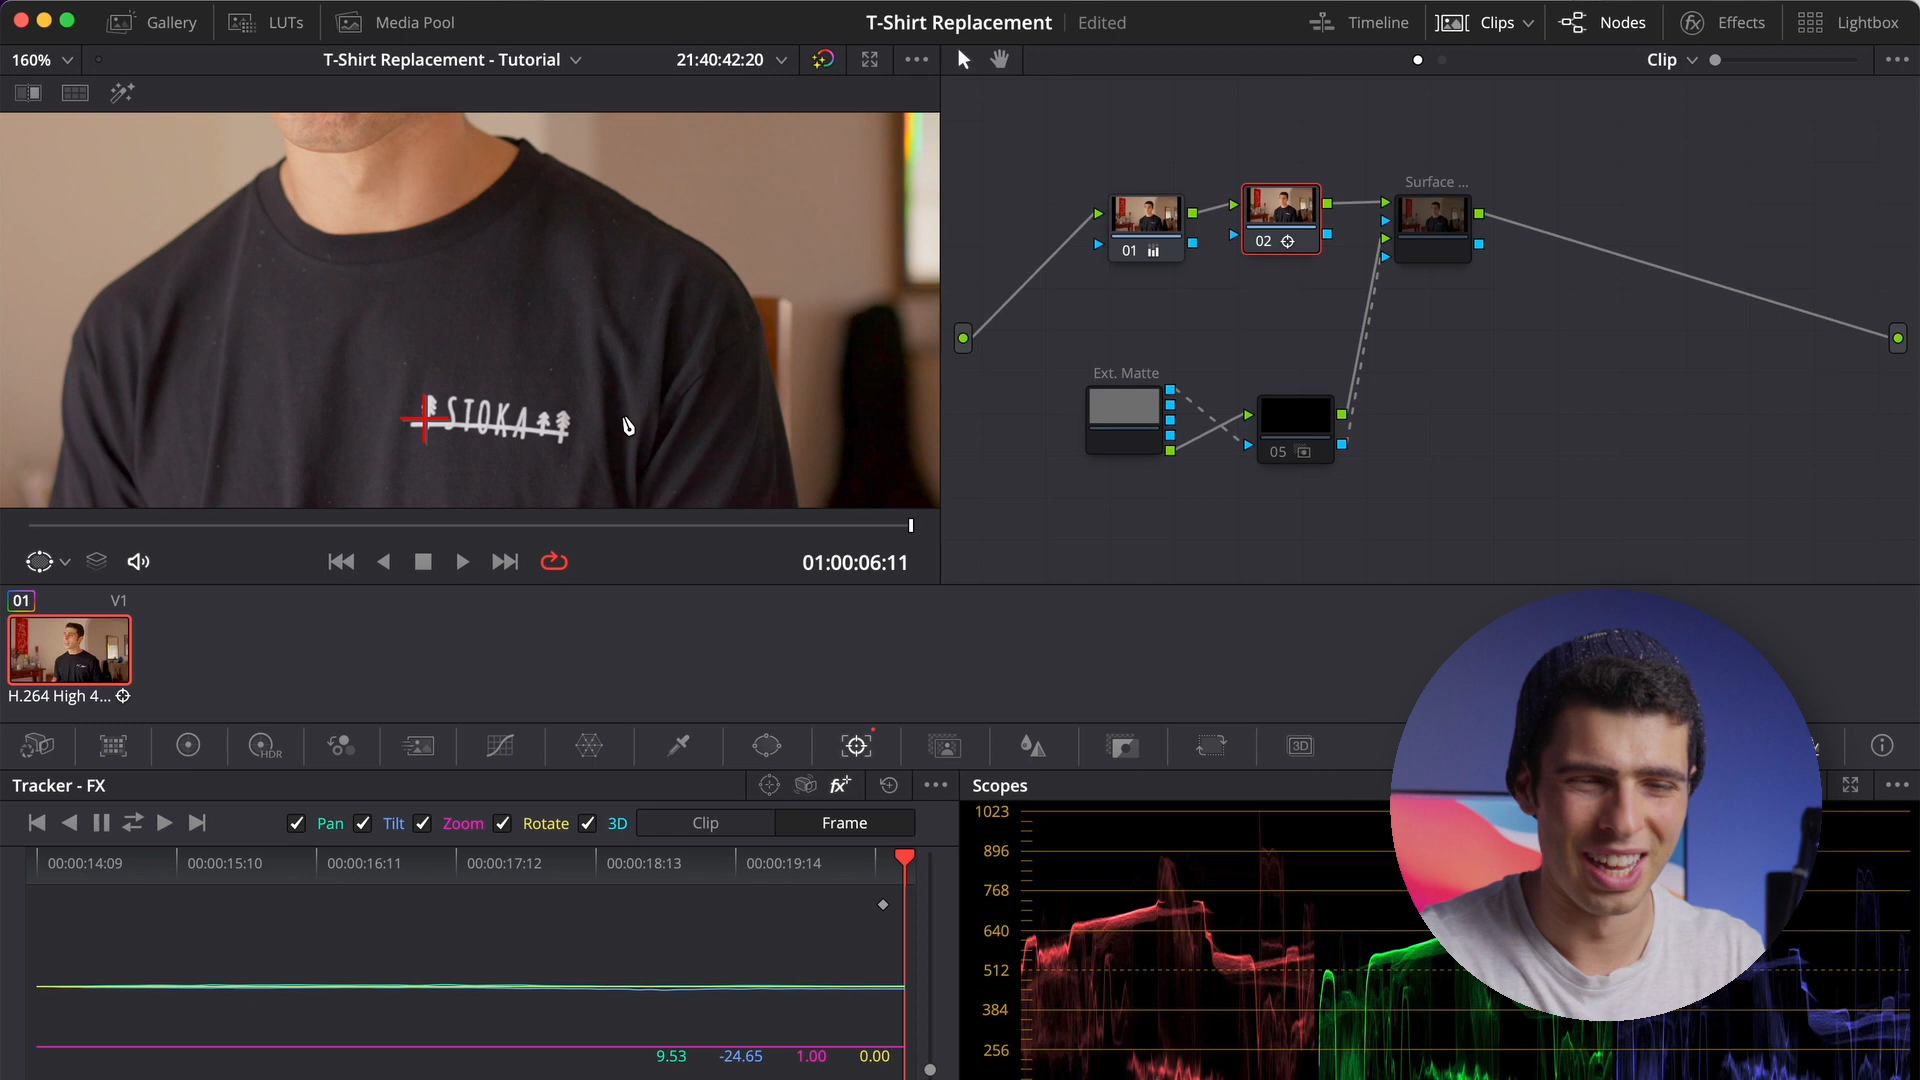 Gallery LUTs Media Pool T-Shirt Replacement Edited Timeline Clips Nodes Effects Lightbox
160% T-Shirt Replacement - Tutorial 21:40:42:20 Clip
Surface ...
01 02
STOKA
Ext. Matte
05
01:00:06:11
01 V1
H.264 High 4...
HDR 3D
Tracker - FX fx Scopes
Pan Tilt Zoom Rotate 3D Clip Frame
00:00:14:09 00:00:15:10 00:00:16:11 00:00:17:12 00:00:18:13 00:00:19:14
9.53 -24.65 1.00 0.00
1023
896
768
640
512
384
256